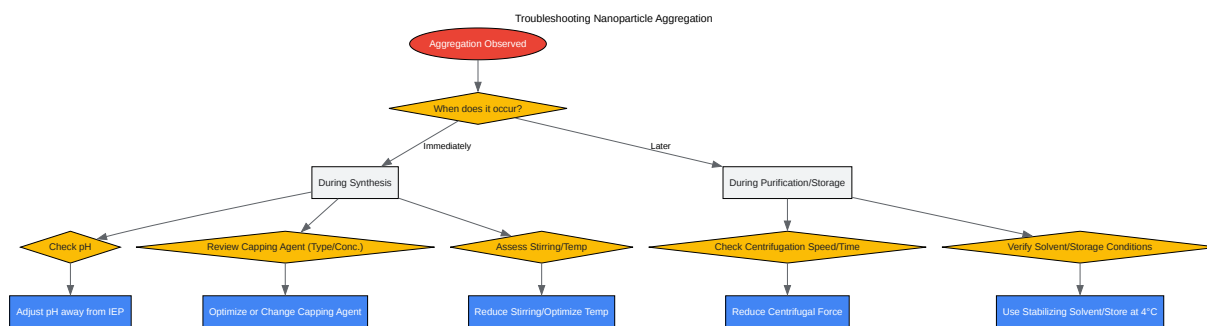 Troubleshooting Nanoparticle Aggregation
Aggregation Observed
When does it occur?
Immediately
Later
During Synthesis
During Purification/Storage
Check pH
Review Capping Agent (Type/Conc.)
Assess Stirring/Temp
Check Centrifugation Speed/Time
Verify Solvent/Storage Conditions
Adjust pH away from IEP
Optimize or Change Capping Agent
Reduce Stirring/Optimize Temp
Reduce Centrifugal Force
Use Stabilizing Solvent/Store at 4°C